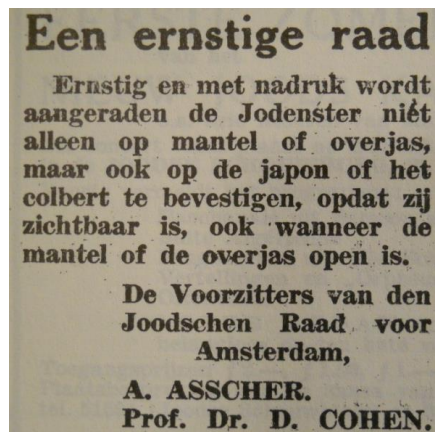 Een ernstige raad
Ernstig en met nadruk wordt
aangeraden de Jodenster niet
alleen op mantel of overjas,
maar ook op de japon of het
colbert te bevestigen, opdat zij
zichtbaar is, ook wanneer de
mantel of de overjas open is.
De Voorzitters van den
Joodschen Raad voor
Amsterdam,
A. ASSCHER.
Prof. Dr. D. COHEN.